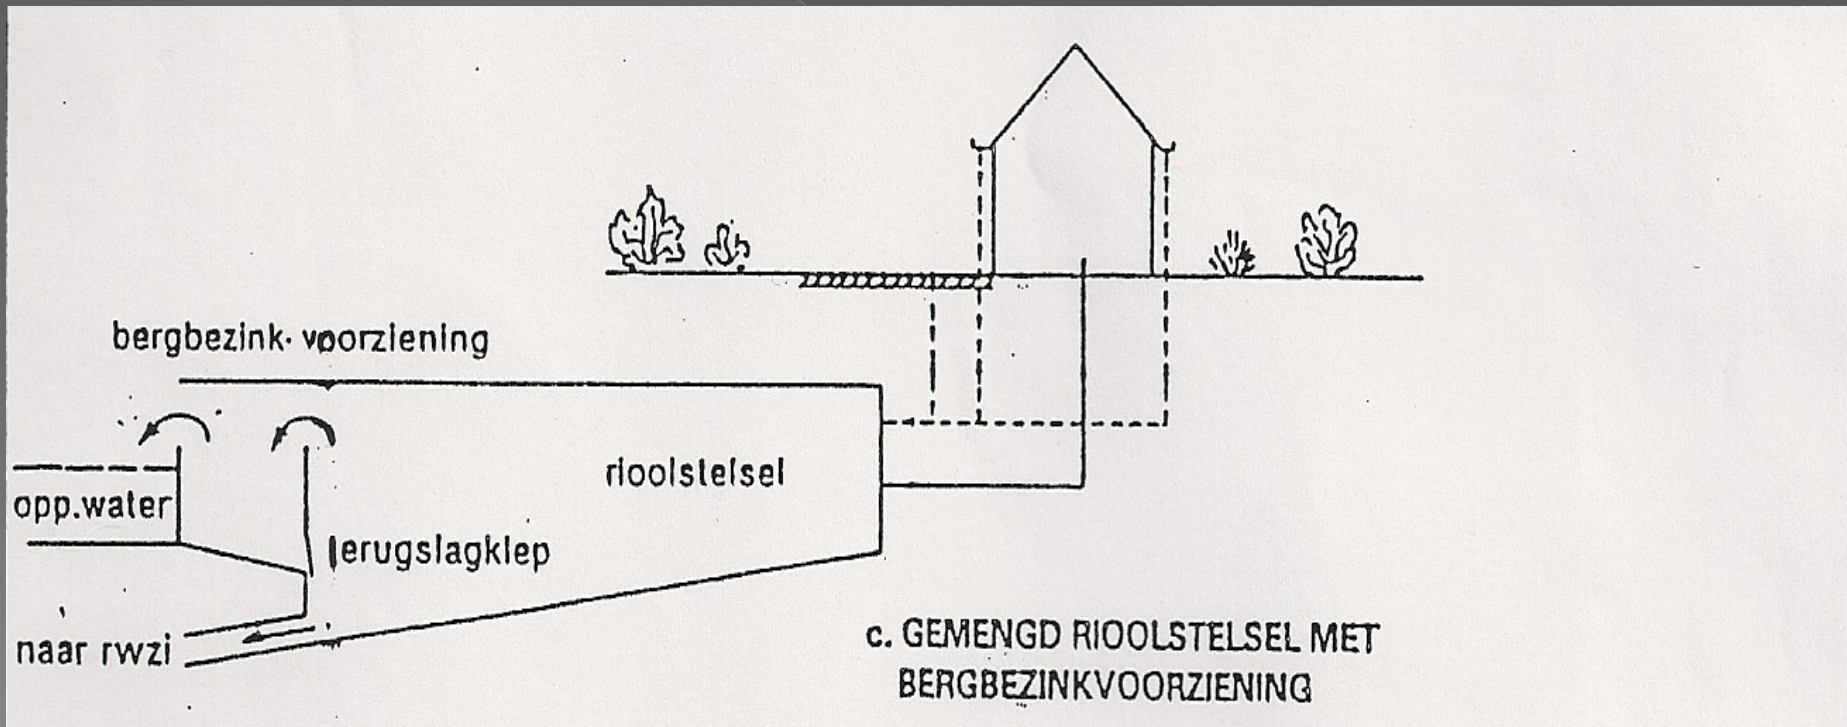 bergbezink-voorziening
rioolstelsel
opp.water
terugslagklep
naar rwzi
c. GEMENGD RIOOLSTELSEL MET
BERGBEZINKVOORZIENING